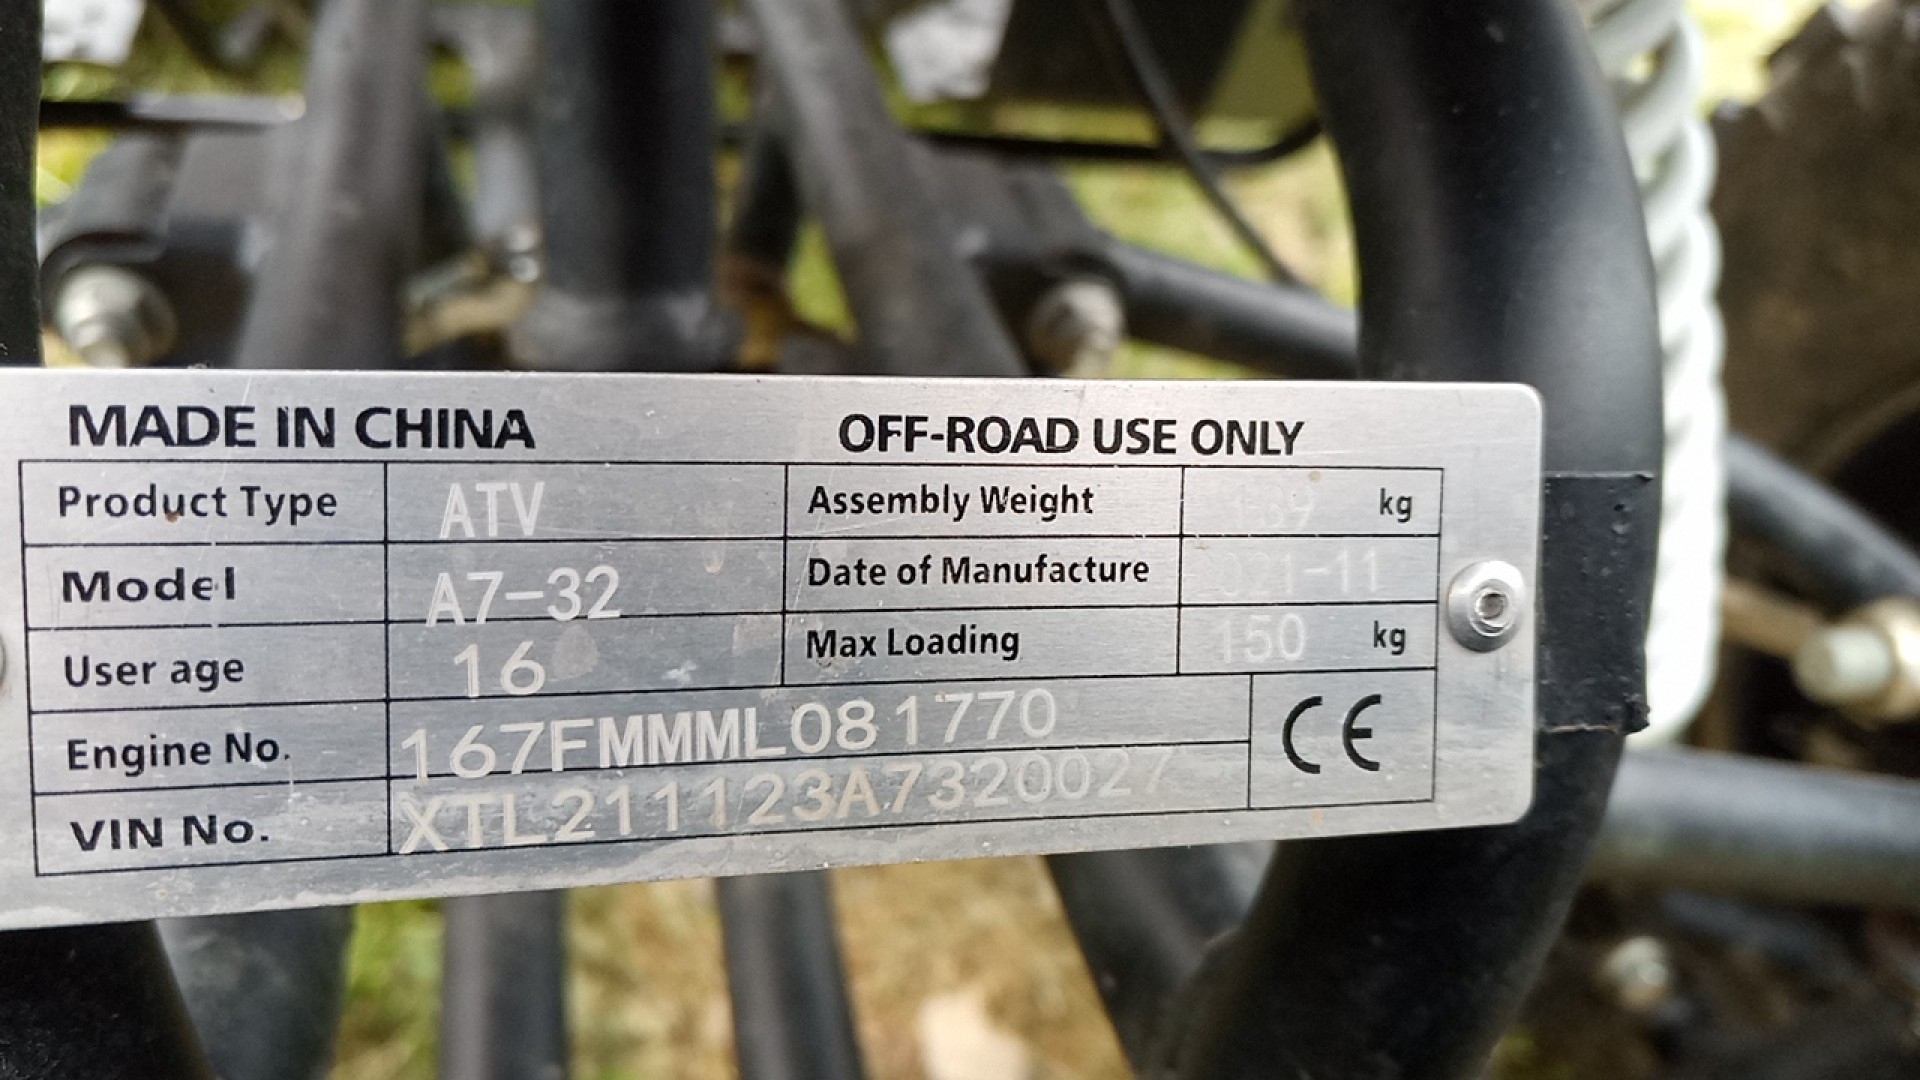 MADE IN CHINA OFF-ROAD USE ONLY
Product Type ATV Assembly Weight kg
Model A7-32 Date of Manufacture
User age 16 Max Loading 150 kg
Engine No. 167FMMML081770
VIN No. XTL211123A7320027
CE